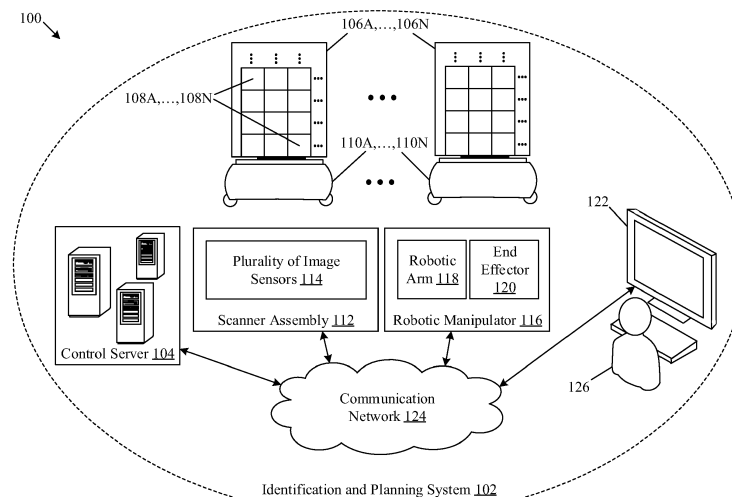 100
106A,…,106N
108A,…,108N
110A,…,110N
122
Plurality of Image
Sensors 114
Scanner Assembly 112
Robotic
Arm 118
End
Effector
120
Robotic Manipulator 116
Control Server 104
Communication
Network 124
126
Identification and Planning System 102